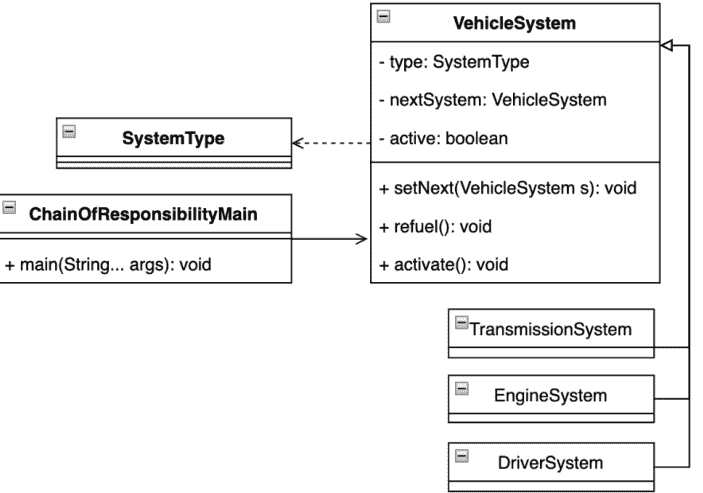 VehicleSystem
- type: SystemType
- nextSystem: VehicleSystem
- active: boolean
+ setNext(VehicleSystem s): void
+ refuel(): void
+ activate(): void
SystemType
ChainOfResponsibilityMain
+ main(String... args): void
TransmissionSystem
EngineSystem
DriverSystem